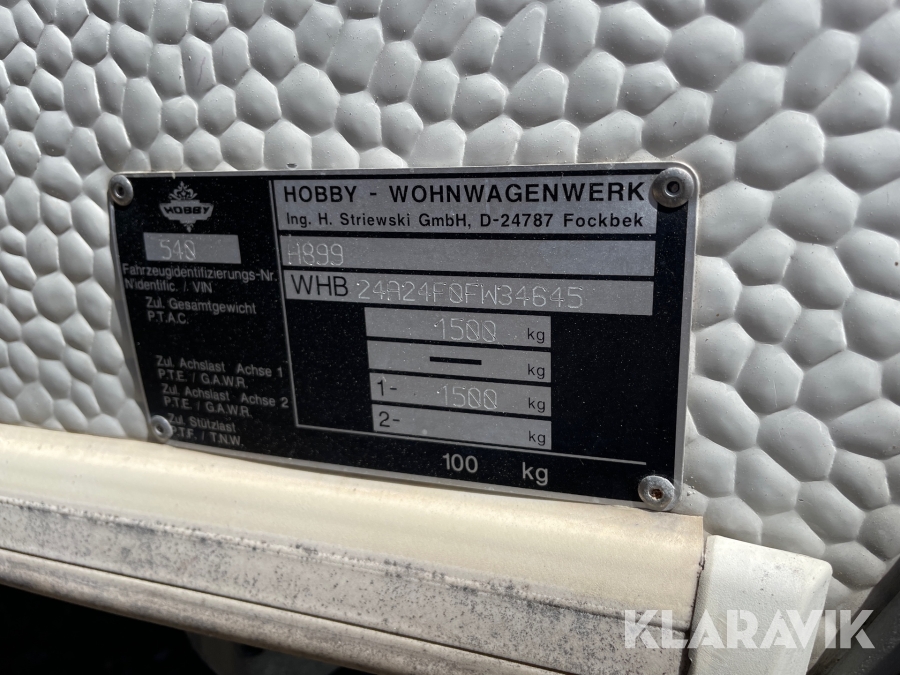 HOBBY
HOBBY - WOHNWAGENWERK
Ing. H. Striewski GmbH, D-24787 Fockbek
540
H899
Fahrzeugidentifizierungs-Nr.
N'identific. / VIN
WHB 24A24F0FW34645
Zul. Gesamtgewicht
P.T.A.C.
1500 kg
— kg
Zul. Achslast Achse 1
P.T.E. / G.A.W.R.
1- 1500 kg
Zul. Achslast Achse 2
P.T.E. / G.A.W.R.
2- kg
Zul. Stützlast
P.T.F. / T.N.W.
100 kg
KLARAVIK